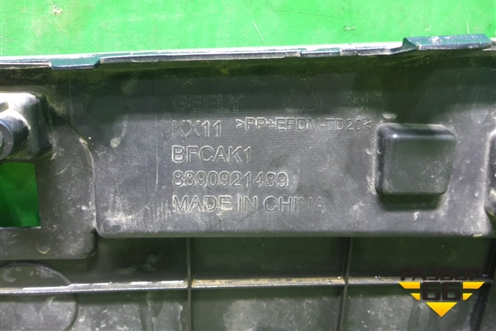 GEELY
KX11 >PP+EPDM-TD20<
BFCAK1
8890921489
MADE IN CHINA